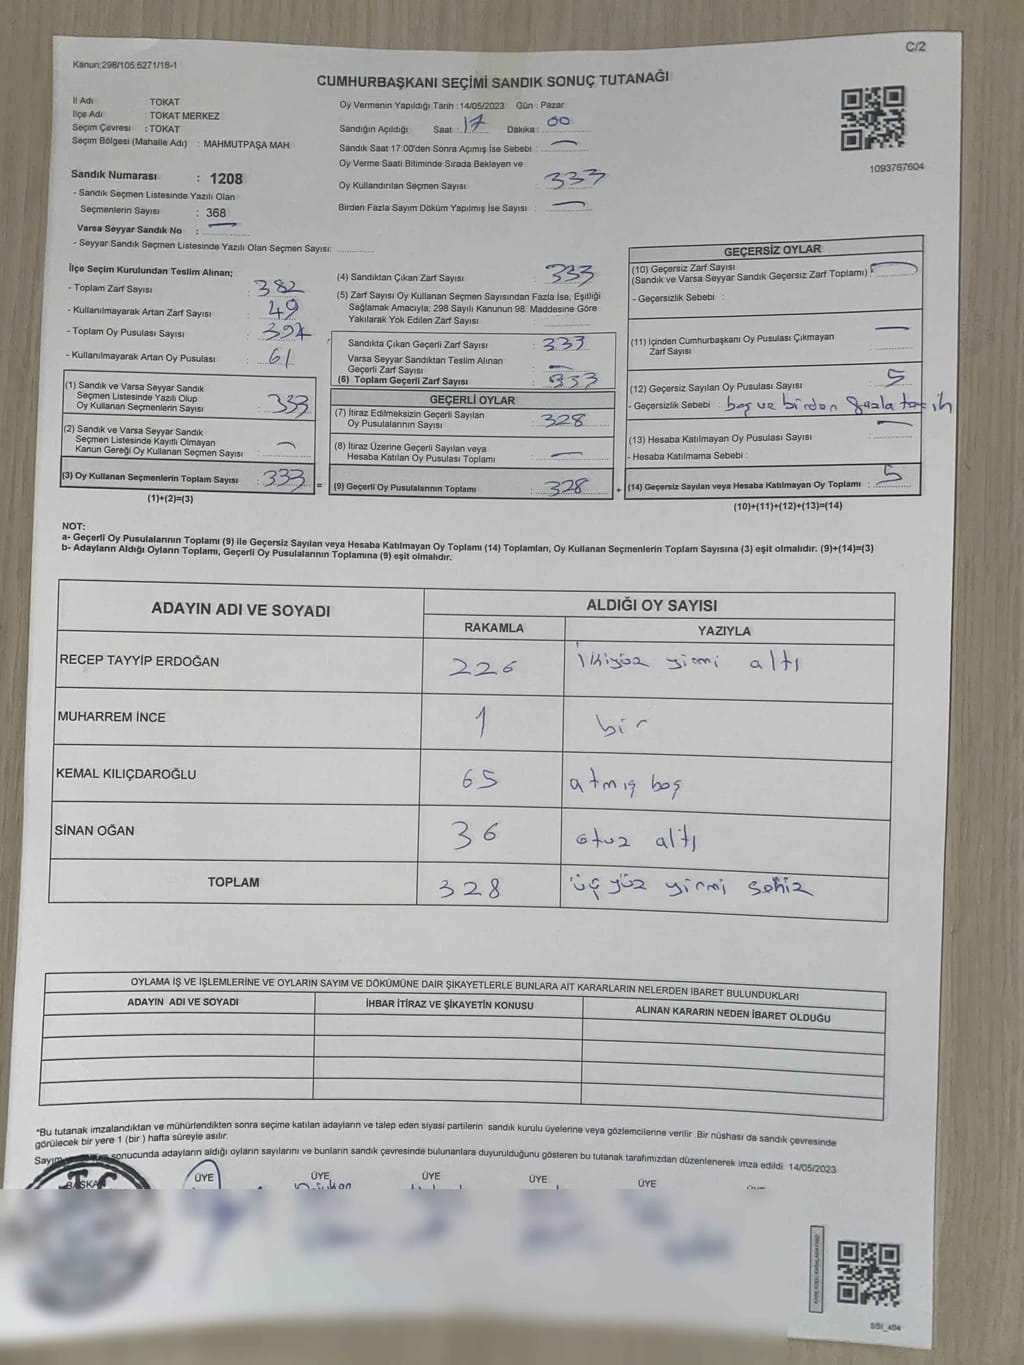 C/2
Kanun;298/105;6271/18-1
CUMHURBAŞKANI SEÇİMİ SANDIK SONUÇ TUTANAĞI
İl Adı : TOKAT
İlçe Adı : TOKAT MERKEZ
Seçim Çevresi : TOKAT
Seçim Bölgesi (Mahalle Adı) : MAHMUTPAŞA MAH.
Sandık Numarası : 1208
- Sandık Seçmen Listesinde Yazılı Olan
Seçmenlerin Sayısı : 368
Varsa Seyyar Sandık No :
- Seyyar Sandık Seçmen Listesinde Yazılı Olan Seçmen Sayısı:
Oy Vermenin Yapıldığı Tarih : 14/05/2023 Gün : Pazar
Sandığın Açıldığı Saat : 17 Dakika : 00
Sandık Saat 17:00'den Sonra Açımış İse Sebebi : —
Oy Verme Saati Bitiminde Sırada Bekleyen ve
Oy Kullandırılan Seçmen Sayısı : 333
Birden Fazla Sayım Döküm Yapılmış İse Sayısı : —
1093767604
İlçe Seçim Kurulundan Teslim Alınan;
- Toplam Zarf Sayısı : 382
- Kullanılmayarak Artan Zarf Sayısı : 49
- Toplam Oy Pusulası Sayısı : 394
- Kullanılmayarak Artan Oy Pusulası : 61
(1) Sandık ve Varsa Seyyar Sandık
Seçmen Listesinde Yazılı Olup
Oy Kullanan Seçmenlerin Sayısı : 333
(2) Sandık ve Varsa Seyyar Sandık
Seçmen Listesinde Kayıtlı Olmayan
Kanun Gereği Oy Kullanan Seçmen Sayısı : —
(3) Oy Kullanan Seçmenlerin Toplam Sayısı : 333 =
(1)+(2)=(3)
(4) Sandıktan Çıkan Zarf Sayısı : 333
(5) Zarf Sayısı Oy Kullanan Seçmen Sayısından Fazla İse, Eşitliği
Sağlamak Amacıyla; 298 Sayılı Kanunun 98. Maddesine Göre
Yakılarak Yok Edilen Zarf Sayısı :
Sandıkta Çıkan Geçerli Zarf Sayısı : 333
Varsa Seyyar Sandıktan Teslim Alınan
Geçerli Zarf Sayısı : —
(6) Toplam Geçerli Zarf Sayısı : 333
GEÇERLİ OYLAR
(7) İtiraz Edilmeksizin Geçerli Sayılan
Oy Pusulalarının Sayısı : 328
(8) İtiraz Üzerine Geçerli Sayılan veya
Hesaba Katılan Oy Pusulası Toplamı : —
(9) Geçerli Oy Pusulalarının Toplamı : 328 +
GEÇERSİZ OYLAR
(10) Geçersiz Zarf Sayısı
(Sandık ve Varsa Seyyar Sandık Geçersiz Zarf Toplamı) : —
- Geçersizlik Sebebi :
(11) İçinden Cumhurbaşkanı Oy Pusulası Çıkmayan
Zarf Sayısı : —
(12) Geçersiz Sayılan Oy Pusulası Sayısı : 5
- Geçersizlik Sebebi : boş ve birden fazla tercih
(13) Hesaba Katılmayan Oy Pusulası Sayısı : —
- Hesaba Katılmama Sebebi :
(14) Geçersiz Sayılan veya Hesaba Katılmayan Oy Toplamı : 5
(10)+(11)+(12)+(13)=(14)
NOT:
a- Geçerli Oy Pusulalarının Toplamı (9) ile Geçersiz Sayılan veya Hesaba Katılmayan Oy Toplamı (14) Toplamları, Oy Kullanan Seçmenlerin Toplam Sayısına (3) eşit olmalıdır. (9)+(14)=(3)
b- Adayların Aldığı Oyların Toplamı, Geçerli Oy Pusulalarının Toplamına (9) eşit olmalıdır.
ADAYIN ADI VE SOYADI ALDIĞI OY SAYISI
RAKAMLA YAZIYLA
RECEP TAYYİP ERDOĞAN 226 ikiyüz yirmi altı
MUHARREM İNCE 1 bir
KEMAL KILIÇDAROĞLU 65 atmış beş
SİNAN OĞAN 36 otuz altı
TOPLAM 328 üçyüz yirmi sekiz
OYLAMA İŞ VE İŞLEMLERİNE VE OYLARIN SAYIM VE DÖKÜMÜNE DAİR ŞİKAYETLERLE BUNLARA AİT KARARLARIN NELERDEN İBARET BULUNDUKLARI
ADAYIN ADI VE SOYADI İHBAR İTİRAZ VE ŞİKAYETİN KONUSU ALINAN KARARIN NEDEN İBARET OLDUĞU
*Bu tutanak imzalandıktan ve mühürlendikten sonra seçime katılan adayların ve talep eden siyasi partilerin sandık kurulu üyelerine veya gözlemcilerine verilir. Bir nüshası da sandık çevresinde
görülecek bir yere 1 (bir) hafta süreyle asılır.
Sayım sonucunda adayların aldığı oyların sayılarını ve bunların sandık çevresinde bulunanlara duyurulduğunu gösteren bu tutanak tarafımızdan düzenlenerek imza edildi. 14/05/2023
BAŞKAN ÜYE ÜYE ÜYE ÜYE ÜYE
SSI_404